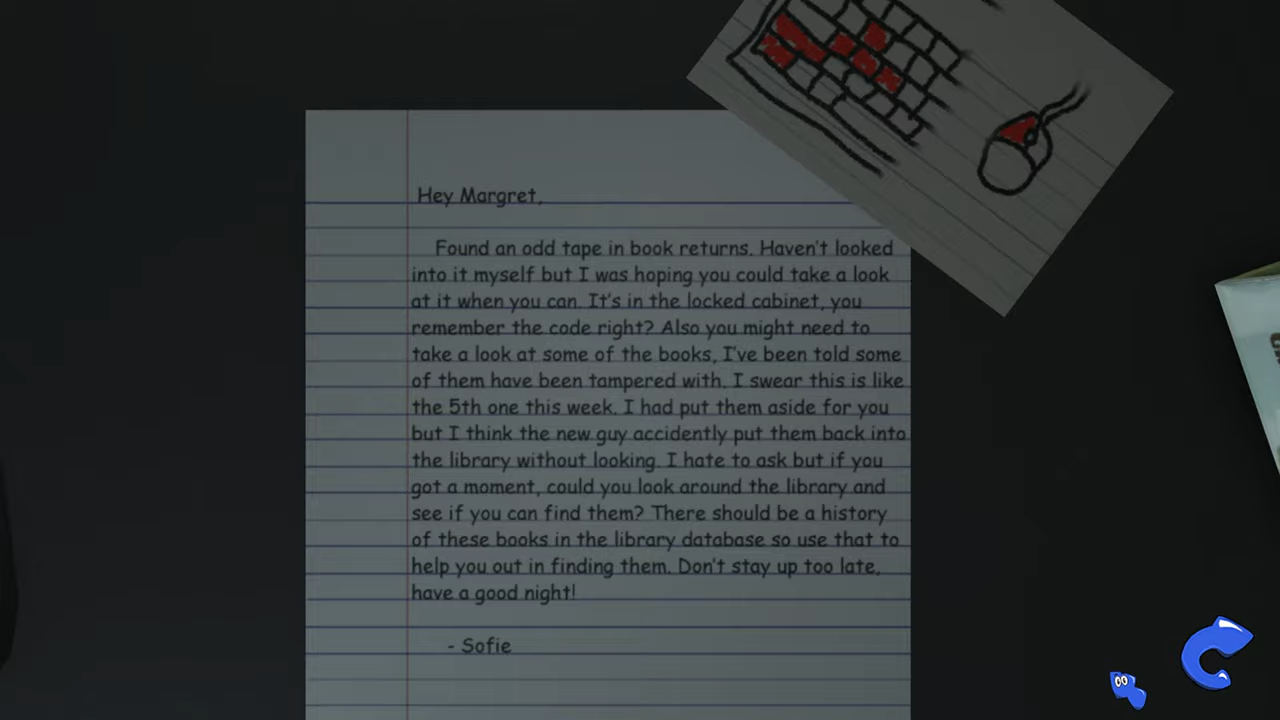 Hey Margret,
Found an odd tape in book returns. Haven't looked
into it myself but I was hoping you could take a look
at it when you can. It's in the locked cabinet, you
remember the code right? Also you might need to
take a look at some of the books, I've been told some
of them have been tampered with. I swear this is like
the 5th one this week. I had put them aside for you
but I think the new guy accidently put them back into
the library without looking. I hate to ask but if you
got a moment, could you look around the library and
see if you can find them? There should be a history
of these books in the library database so use that to
help you out in finding them. Don't stay up too late,
have a good night!
- Sofie